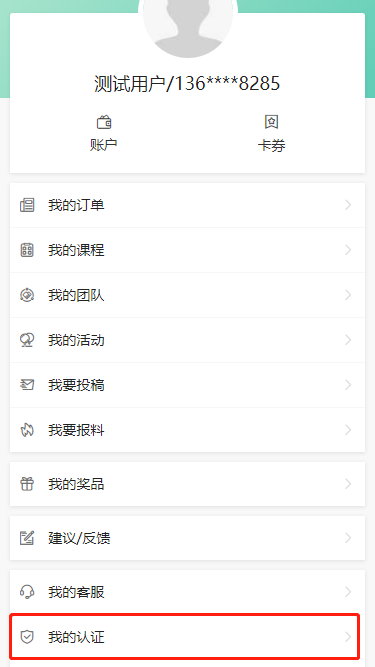 测试用户/136****8285
账户
卡券
我的订单
我的课程
我的团队
我的活动
我要投稿
我要报料
我的奖品
建议/反馈
我的客服
我的认证